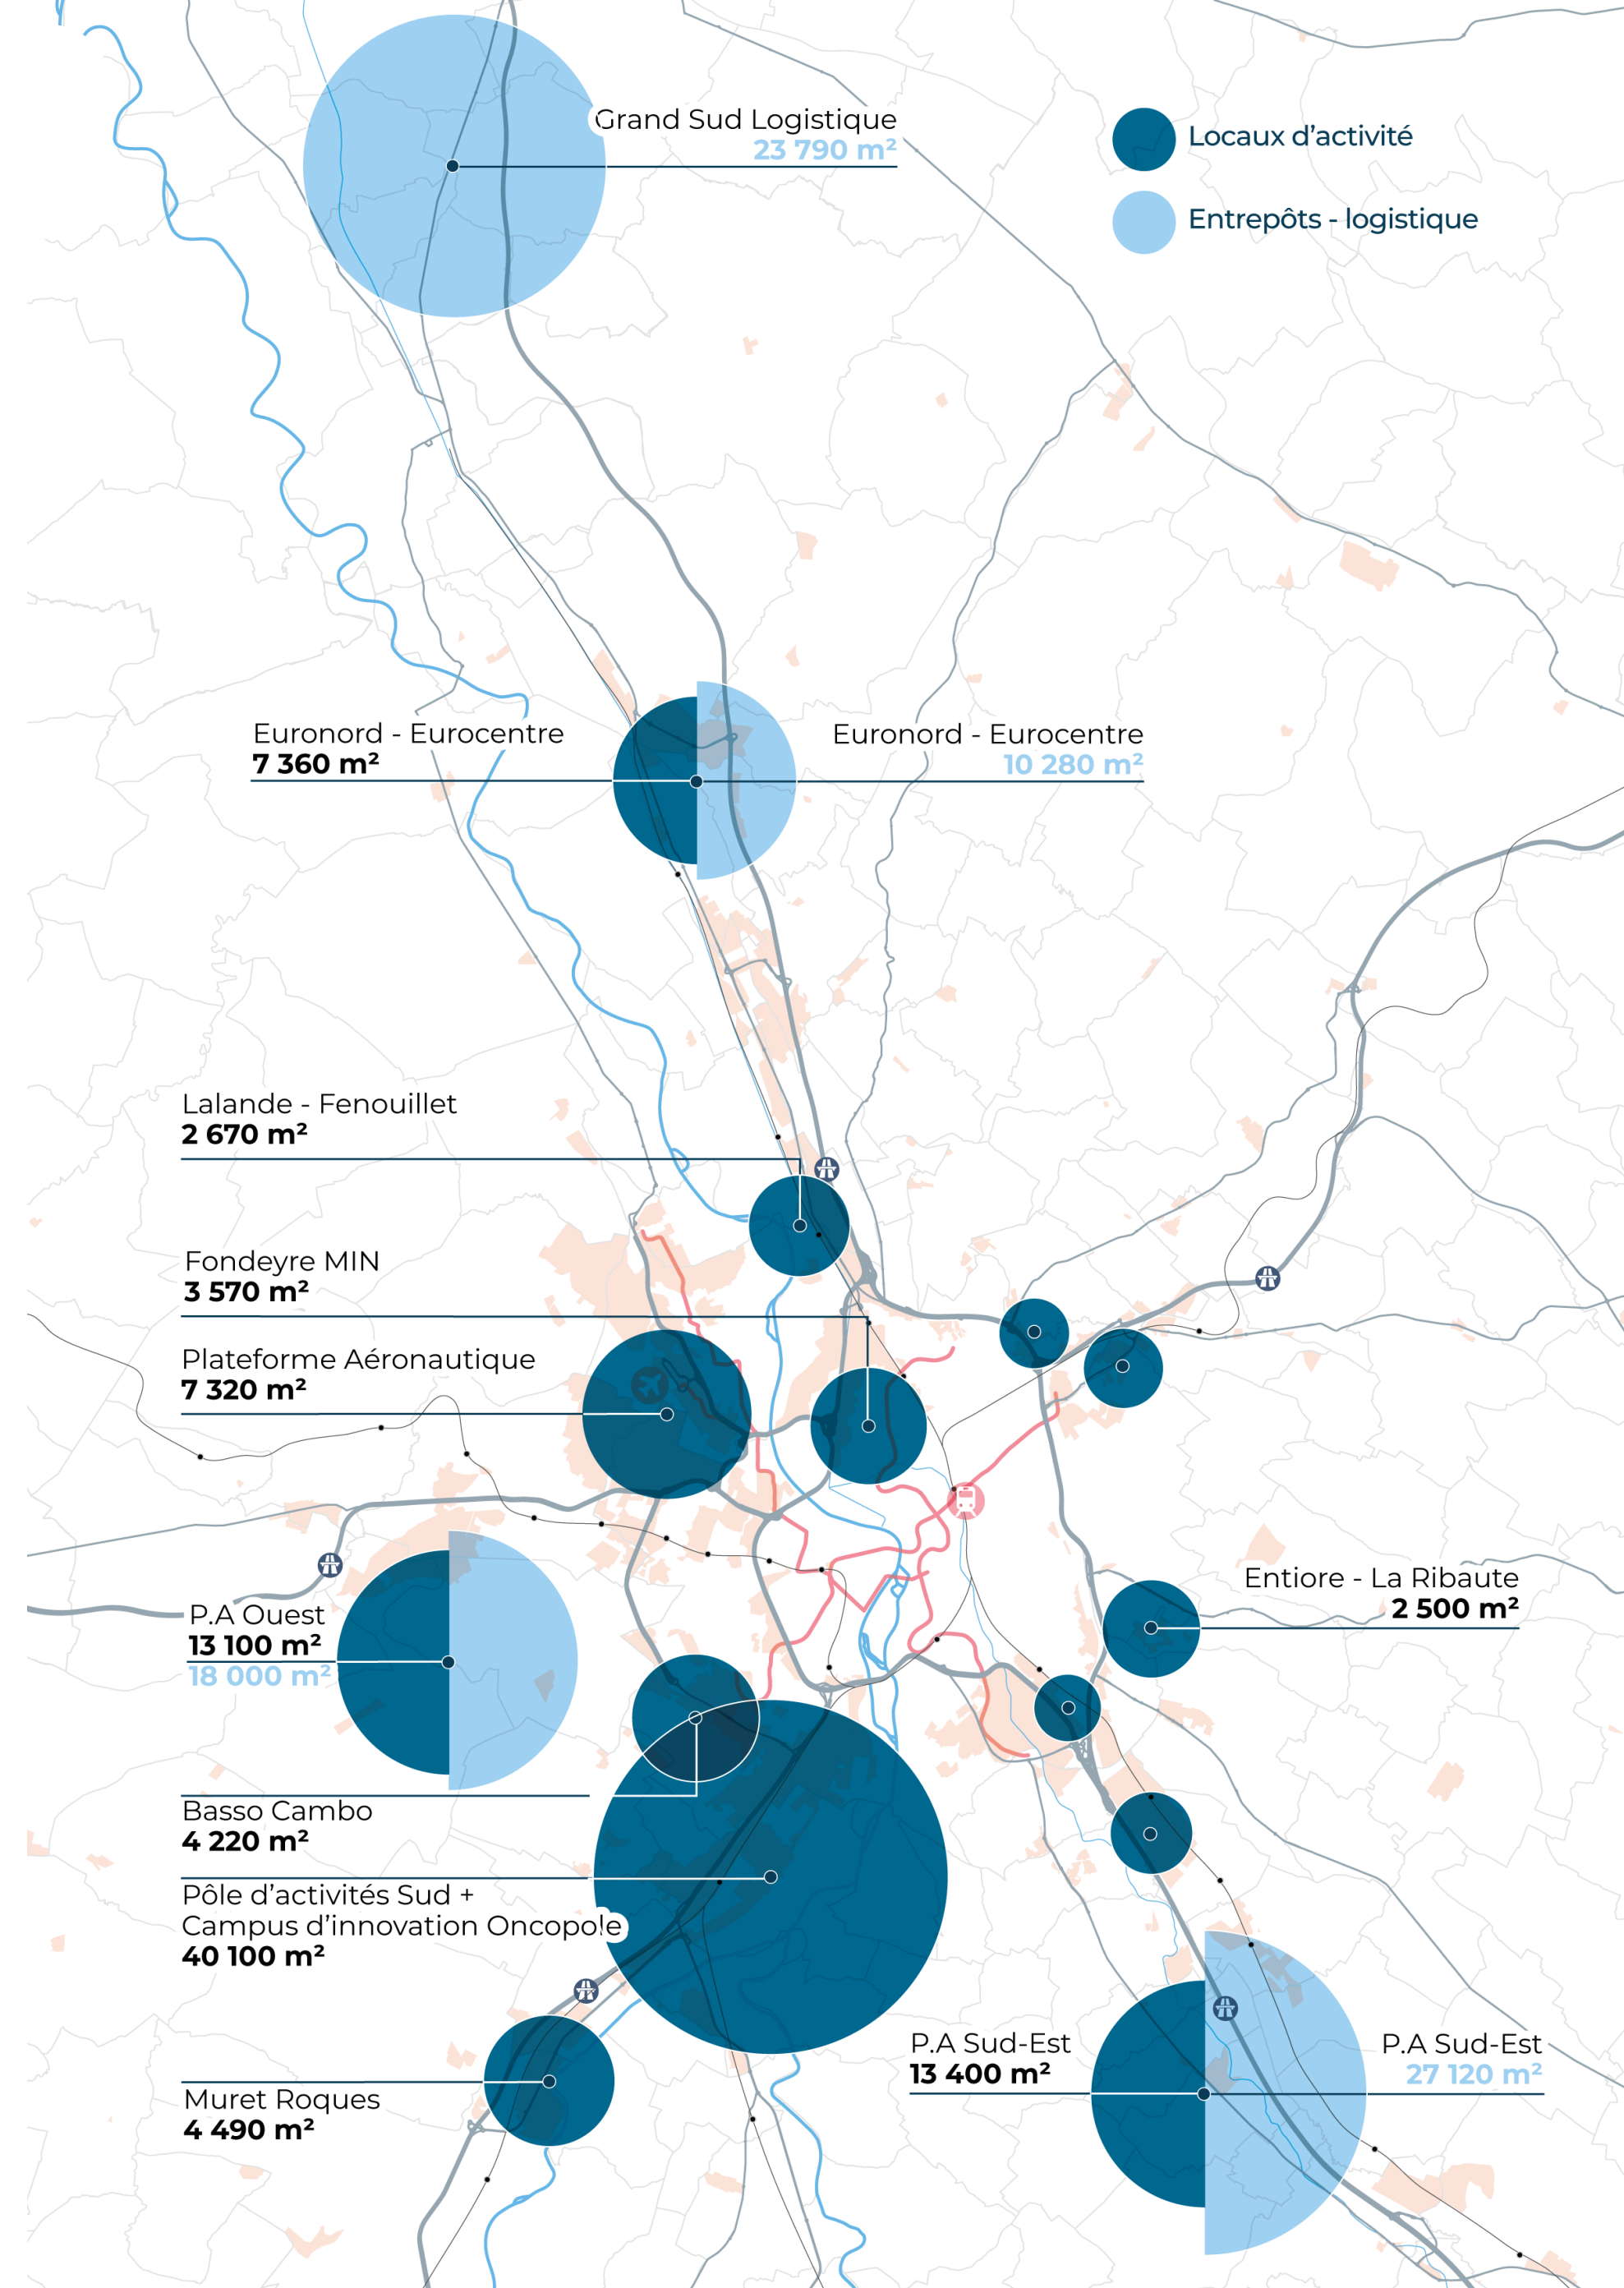 Grand Sud Logistique
23 790 m²
Locaux d’activité
Entrepôts - logistique
Euronord - Eurocentre
7 360 m²
Euronord - Eurocentre
10 280 m²
Lalande - Fenouillet
2 670 m²
Fondeyre MIN
3 570 m²
Plateforme Aéronautique
7 320 m²
P.A Ouest
13 100 m²
18 000 m²
Entiore - La Ribaute
2 500 m²
Basso Cambo
4 220 m²
Pôle d’activités Sud +
Campus d’innovation Oncopole
40 100 m²
Muret Roques
4 490 m²
P.A Sud-Est
13 400 m²
P.A Sud-Est
27 120 m²